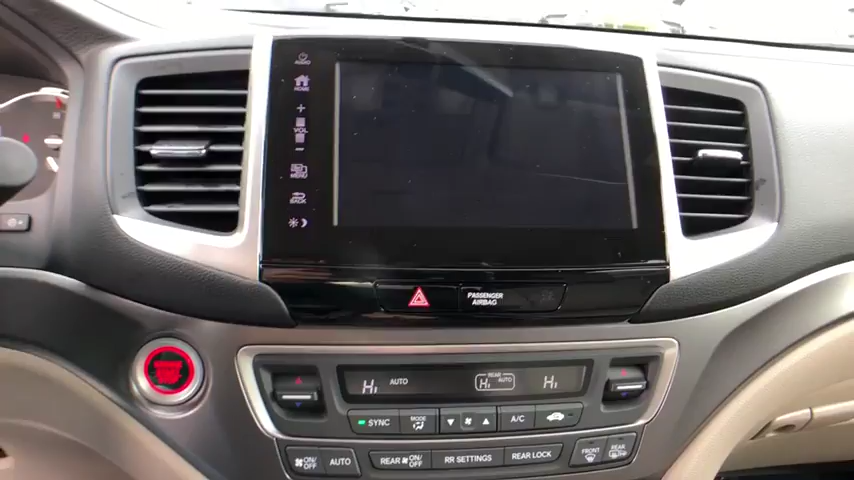 AUDIO
HOME
+
VOL
-
MENU
BACK
PASSENGER
AIRBAG
HI AUTO
REAR
HI AUTO
HI
SYNC
MODE
A/C
ON/OFF
AUTO
REAR ON/OFF
RR SETTINGS
REAR LOCK
FRONT
REAR